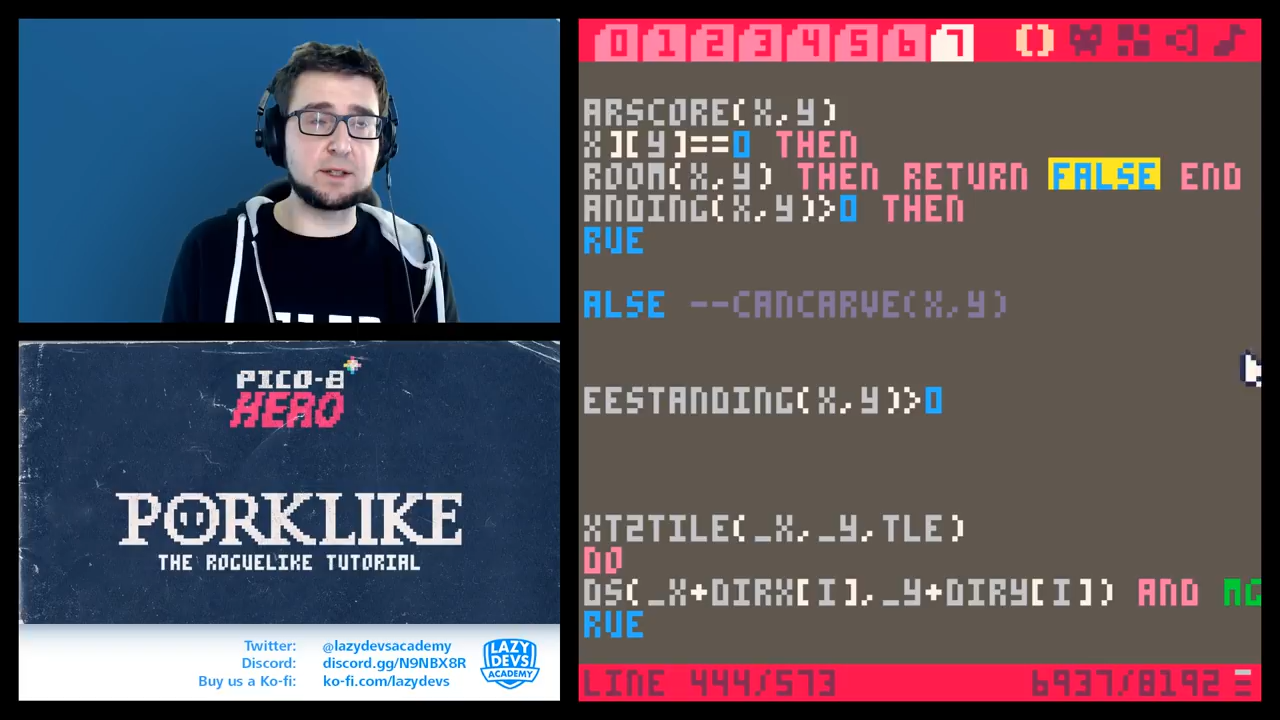 0 1 2 3 4 5 6 7
ARSCORE(X,Y)
X][Y]==0 THEN
ROOM(X,Y) THEN RETURN FALSE END
ANDING(X,Y)>0 THEN
RUE
ALSE --CANCARVE(X,Y)
EESTANDING(X,Y)>0
XT2TILE(_X,_Y,TLE)
DO
DS(_X+DIRX[I],_Y+DIRY[I]) AND MG
RUE
LINE 444/573
6937/8192
PICO-8
HERO
PORKLIKE
THE ROGUELIKE TUTORIAL
Twitter: @lazydevsacademy
Discord: discord.gg/N9NBX8R
Buy us a Ko-fi: ko-fi.com/lazydevs
LAZY
DEVS
ACADEMY